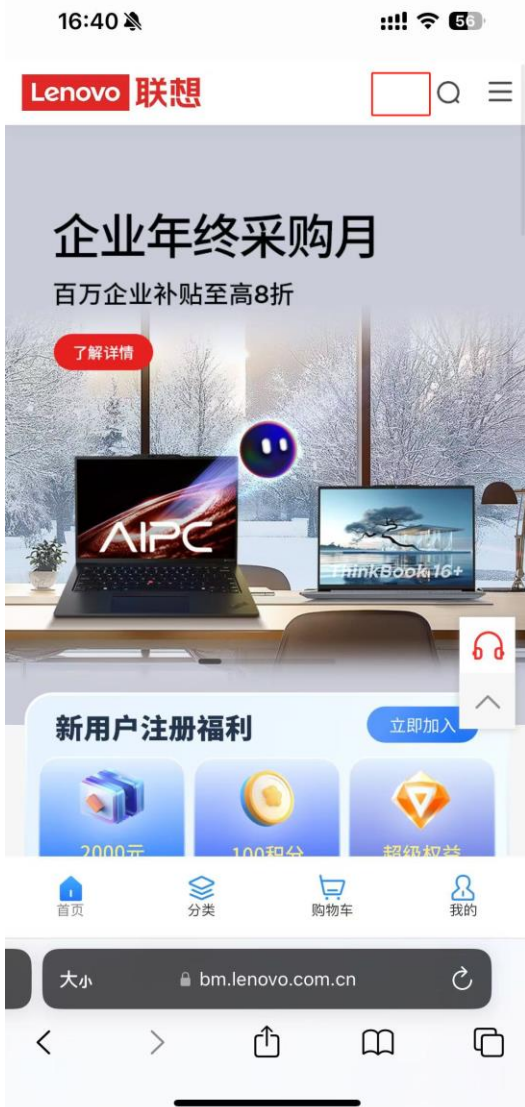 16:40
56
Lenovo 联想
企业年终采购月
百万企业补贴至高8折
了解详情
AIPC
ThinkBook 16+
新用户注册福利
立即加入
2000元
100积分
超级权益
首页
分类
购物车
我的
大小
bm.lenovo.com.cn